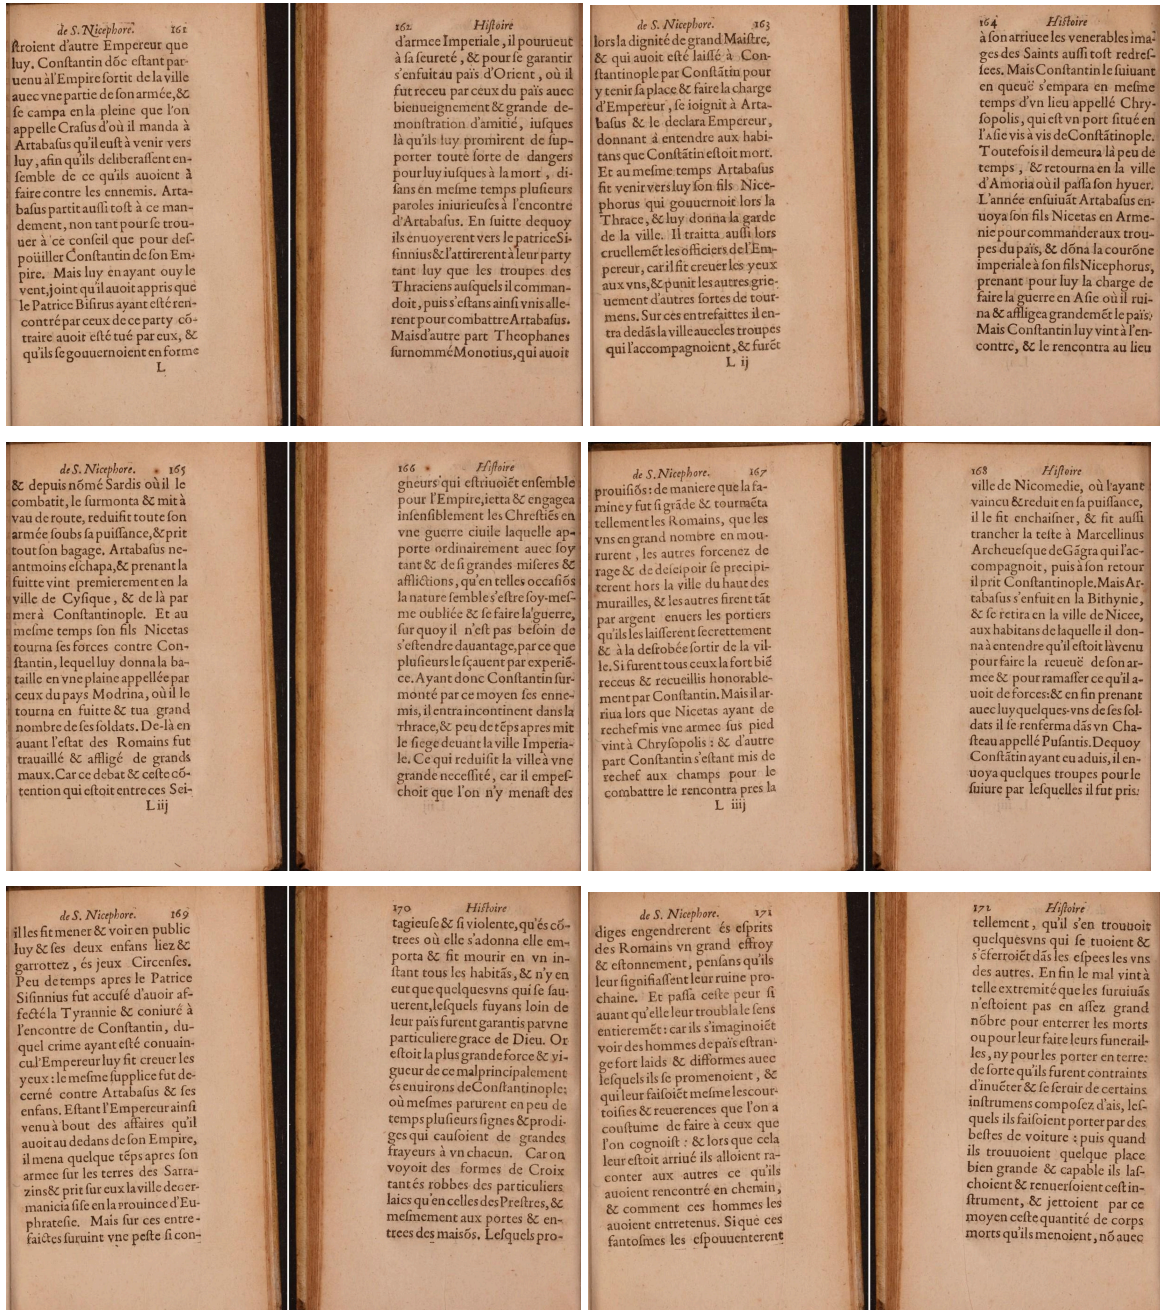 de S. Nicephore. 161
ſtroient d'autre Empereur que
luy. Conſtantin dõc eſtant par-
uenu àl'Empire ſortit de la ville
auec vne partie de ſon armée,&
ſe campa en la pleine que l'on
appelle Craſus d'où il manda à
Artabaſus qu'il euſt à venir vers
luy, afin qu'ils deliberaſſent en-
ſemble de ce qu'ils auoient à
faire contre les ennemis. Arta-
baſus partit auſſi toſt à ce man-
dement, non tant pour ſe trou-
uer à ce conſeil que pour deſ-
poüiller Conſtantin de ſon Em-
pire. Mais luy en ayant ouy le
vent, joint qu'il auoit appris que
le Patrice Biſirus ayant eſté ren-
contré par ceux de ce party cõ-
traire auoit eſté tué par eux, &
qu'ils ſe gouuernoient en forme
L
162 Hiſtoire
d'armee Imperiale, il pourueut
à ſa ſeureté, & pour ſe garantir
s'enfuit au païs d'Orient, où il
fut receu par ceux du païs auec
bienueignement & grande de-
monſtration d'amitié, iuſques
là qu'ils luy promirent de ſup-
porter toute ſorte de dangers
pour luy iuſques à la mort, di-
ſans en meſme temps pluſieurs
paroles iniurieuſes à l'encontre
d'Artabaſus. En ſuitte dequoy
ils enuoyerent vers le patrice Si-
ſinnius & l'attirerent à leur party
tant luy que les troupes des
Thraciens auſquels il comman-
doit, puis s'eſtans ainſi vnis alle-
rent pour combattre Artabaſus.
Mais d'autre part Theophanes
ſurnommé Monotius, qui auoit
de S. Nicephore. 163
lors la dignité de grand Maiſtre,
& qui auoit eſté laiſſé à Con-
ſtantinople par Conſtãtin pour
y tenir ſa place & faire la charge
d'Empereur, ſe ioignit à Arta-
baſus & le declara Empereur,
donnant à entendre aux habi-
tans que Conſtãtin eſtoit mort.
Et au meſme temps Artabaſus
fit venir vers luy ſon fils Nice-
phorus qui gouuernoit lors la
Thrace, & luy donna la garde
de la ville. Il traitta auſſi lors
cruellemẽt les officiers de l'Em-
pereur, car il fit creuer les yeux
aux vns, & punit les autres grie-
uement d'autres ſortes de tour-
mens. Sur ces entrefaittes il en-
tra dedãs la ville auec les troupes
qui l'accompagnoient, & furẽt
L ij
164 Hiſtoire
à ſon arriuee les venerables ima-
ges des Saints auſſi toſt redreſ-
ſees. Mais Conſtantin le ſuiuant
en queuë s'empara en meſme
temps d'vn lieu appellé Chry-
ſopolis, qui eſt vn port ſitué en
l'Aſie vis à vis de Conſtãtinople.
Toutefois il demeura là peu de
temps, & retourna en la ville
d'Amoria où il paſſa ſon hyuer.
L'année enſuiuãt Artabaſus en-
uoya ſon fils Nicetas en Arme-
nie pour commander aux trou-
pes du païs, & dõna la courõne
imperiale à ſon fils Nicephorus,
prenant pour luy la charge de
faire la guerre en Aſie où il rui-
na & affligea grandemẽt le païs;
Mais Conſtantin luy vint à l'en-
contre, & le rencontra au lieu
de S. Nicephore. 165
& depuis nõmé Sardis où il le
combatit, le ſurmonta & mit à
vau de route, reduiſit toute ſon
armée ſoubs ſa puiſſance, & prit
tout ſon bagage. Artabaſus ne-
antmoins eſchapa, & prenant la
fuitte vint premierement en la
ville de Cyſique, & de là par
mer à Conſtantinople. Et au
meſme temps ſon fils Nicetas
tourna ſes forces contre Con-
ſtantin, lequel luy donna la ba-
taille en vne plaine appellée par
ceux du pays Modrina, où il le
tourna en fuitte & tua grand
nombre de ſes ſoldats. De-là en
auant l'eſtat des Romains fut
trauaillé & affligé de grands
maux. Car ce debat & ceſte cõ-
tention qui eſtoit entre ces Sei-
L iij
166 Hiſtoire
gneurs qui eſtriuoiẽt enſemble
pour l'Empire, ietta & engagea
inſenſiblement les Chreſtiẽs en
vne guerre ciuile laquelle ap-
porte ordinairement auec ſoy
tant & de ſi grandes miſeres &
afflictions, qu'en telles occaſiõs
la nature ſemble s'eſtre ſoy-meſ-
me oubliée & ſe faire la guerre,
ſur quoy il n'eſt pas beſoin de
s'eſtendre dauantage, par ce que
pluſieurs le ſçauent par experiẽ-
ce. Ayant donc Conſtantin ſur-
monté par ce moyen ſes enne-
mis, il entra incontinent dans la
Thrace, & peu de tẽps apres mit
le ſiege deuant la ville Imperia-
le. Ce qui reduiſit la ville à vne
grande neceſſité, car il empeſ-
choit que l'on n'y menaſt des
de S. Nicephore. 167
prouiſiõs: de maniere que la fa-
mine y fut ſi grãde & tourmẽta
tellement les Romains, que les
vns en grand nombre en mou-
rurent, les autres forcenez de
rage & de deſeſpoir ſe precipi-
terent hors la ville du haut des
murailles, & les autres firent tãt
par argent enuers les portiers
qu'ils les laiſſerent ſecrettement
& à la deſrobée ſortir de la vil-
le. Si furent tous ceux la fort biẽ
receus & recueillis honorable-
ment par Conſtantin. Mais il ar-
riua lors que Nicetas ayant de
rechef mis vne armee ſus pied
vint à Chryſopolis: & d'autre
part Conſtantin s'eſtant mis de
rechef aux champs pour le
combattre le rencontra pres la
L iiij
168 Hiſtoire
ville de Nicomedie, où l'ayant
vaincu & reduit en ſa puiſſance,
il le fit enchaiſner, & fit auſſi
trancher la teſte à Marcellinus
Archeueſque de Gãgra qui l'ac-
compagnoit, puis à ſon retour
il prit Conſtantinople. Mais Ar-
tabaſus s'enfuit en la Bithynie,
& ſe retira en la ville de Nicee,
aux habitans de laquelle il don-
na à entendre qu'il eſtoit là venu
pour faire la reueuë de ſon ar-
mee & pour ramaſſer ce qu'il a-
uoit de forces: & en fin prenant
auec luy quelques-vns de ſes ſol-
dats il ſe renferma dãs vn Cha-
ſteau appellé Puſantis. Dequoy
Conſtãtin ayant eu aduis, il en-
uoya quelques troupes pour le
ſuiure par leſquelles il fut pris:
de S. Nicephore. 169
il les fit mener & voir en public
luy & ſes deux enfans liez &
garrottez, és jeux Circenſes.
Peu de temps apres le Patrice
Siſinnius fut accuſé d'auoir af-
fecté la Tyrannie & coniuré à
l'encontre de Conſtantin, du-
quel crime ayant eſté conuain-
cu l'Empereur luy fit creuer les
yeux: le meſme ſupplice fut de-
cerné contre Artabaſus & ſes
enfans. Eſtant l'Empereur ainſi
venu à bout des affaires qu'il
auoit au dedans de ſon Empire,
il mena quelque tẽps apres ſon
armee ſur les terres des Sarra-
zins & prit ſur eux la ville de Ger-
manicia ſiſe en la prouince d'Eu-
phrateſie. Mais ſur ces entre-
faictes ſuruint vne peſte ſi con-
170 Hiſtoire
tagieuſe & ſi violente, qu'és cõ-
trees où elle s'adonna elle em-
porta & fit mourir en vn in-
ſtant tous les habitãs, & n'y en
eut que quelquesvns qui ſe ſau-
uerent, leſquels fuyans loin de
leur païs furent garantis par vne
particuliere grace de Dieu. Or
eſtoit la plus grande force & vi-
gueur de ce mal principalement
és enuirons de Conſtantinople:
où meſmes parurent en peu de
temps pluſieurs ſignes & prodi-
ges qui cauſoient de grandes
frayeurs à vn chacun. Car on
voyoit des formes de Croix
tant és robbes des particuliers
laics qu'en celles des Preſtres, &
meſmement aux portes & en-
trees des maiſõs. Leſquels pro-
de S. Nicephore. 171
diges engendrerent és eſprits
des Romains vn grand effroy
& eſtonnement, penſans qu'ils
leur ſignifiaſſent leur ruine pro-
chaine. Et paſſa ceſte peur ſi
auant qu'elle leur troubla le ſens
entieremẽt: car ils s'imaginoiẽt
voir des hommes de païs eſtran-
ge fort laids & difformes auec
leſquels ils ſe promenoient, &
qui leur faiſoiẽt meſme les cour-
toiſies & reuerences que l'on a
couſtume de faire à ceux que
l'on cognoiſt: & lors que cela
leur eſtoit arriué ils alloient ra-
conter aux autres ce qu'ils
auoient rencontré en chemin,
& comment ces hommes les
auoient entretenus. Si que ces
fantoſmes les eſpouuenterent
172 Hiſtoire
tellement, qu'il s'en trouuoit
quelquesvns qui ſe tuoient &
s'ẽferroiẽt dãs les eſpees les vns
des autres. En fin le mal vint à
telle extremité que les ſuruiuãs
n'eſtoient pas en aſſez grand
nõbre pour enterrer les morts
ou pour leur faire leurs funerail-
les, ny pour les porter en terre:
de ſorte qu'ils furent contraints
d'inuẽter & ſe ſeruir de certains
inſtrumens compoſez d'ais, leſ-
quels ils faiſoient porter par des
beſtes de voiture: puis quand
ils trouuoient quelque place
bien grande & capable ils laſ-
choient & renuerſoient ceſt in-
ſtrument, & jettoient par ce
moyen ceſte quantité de corps
morts qu'ils menoient, nõ auec